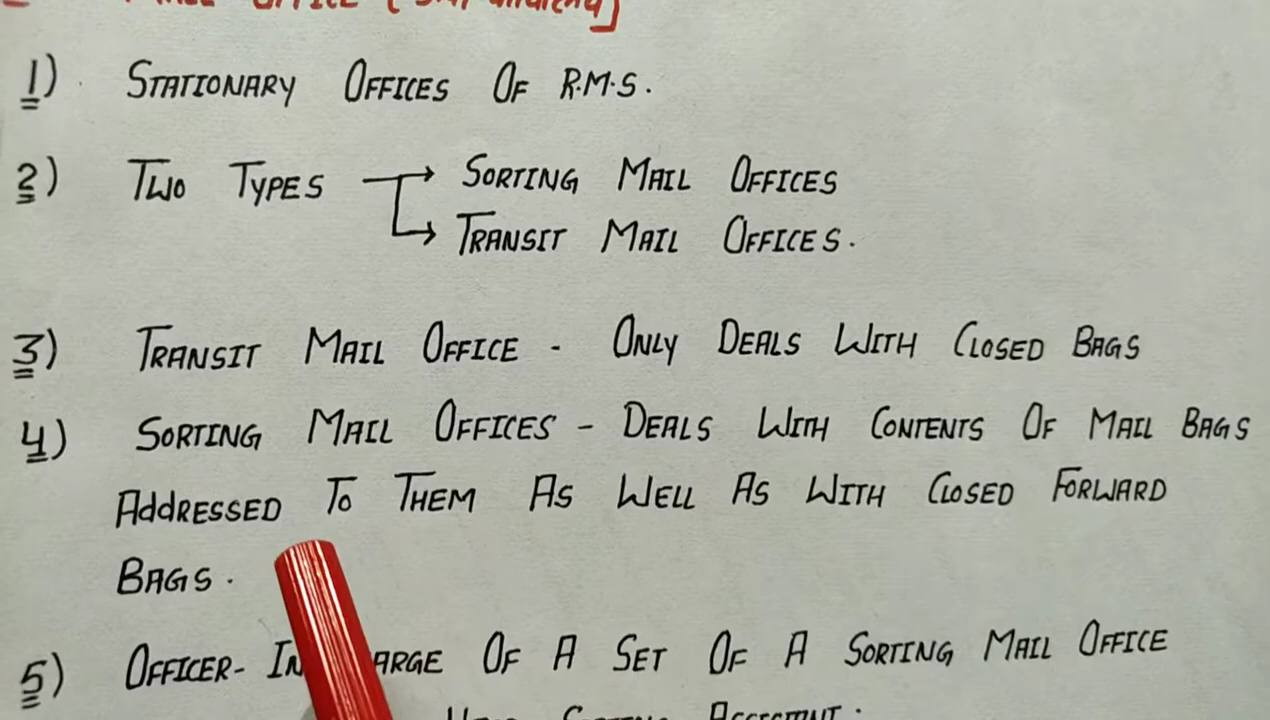 MAIL OFFICE
1) STATIONARY OFFICES OF R.M.S.
2) TWO TYPES → SORTING MAIL OFFICES
→ TRANSIT MAIL OFFICES.
3) TRANSIT MAIL OFFICE - ONLY DEALS WITH CLOSED BAGS
4) SORTING MAIL OFFICES - DEALS WITH CONTENTS OF MAIL BAGS
ADDRESSED TO THEM AS WELL AS WITH CLOSED FORWARD
BAGS.
5) OFFICER- OF A SET OF A SORTING MAIL OFFICE